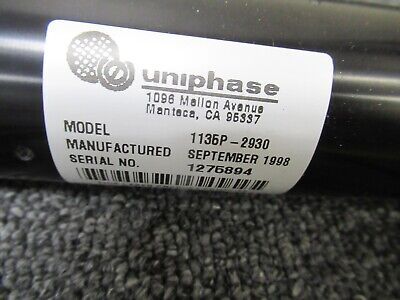 uniphase
1096 Mellon Avenue
Manteca, CA 95337
MODEL 1135P-2930
MANUFACTURED SEPTEMBER 1998
SERIAL NO. 1276894